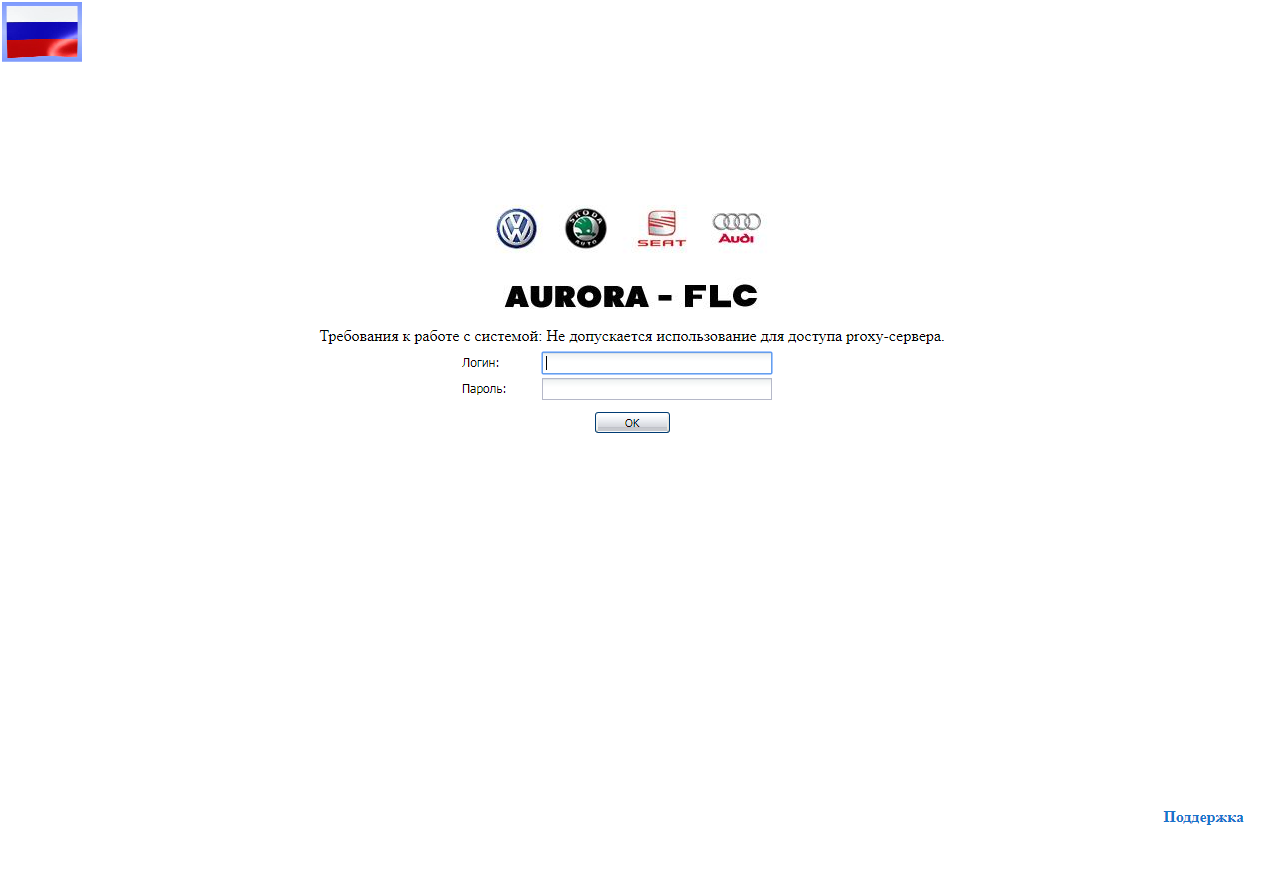 SKODA
AUTO
SEAT
Audi
AURORA - FLC
Требования к работе с системой: Не допускается использование для доступа proxy-сервера.
Логин:
Пароль:
OK
Поддержка